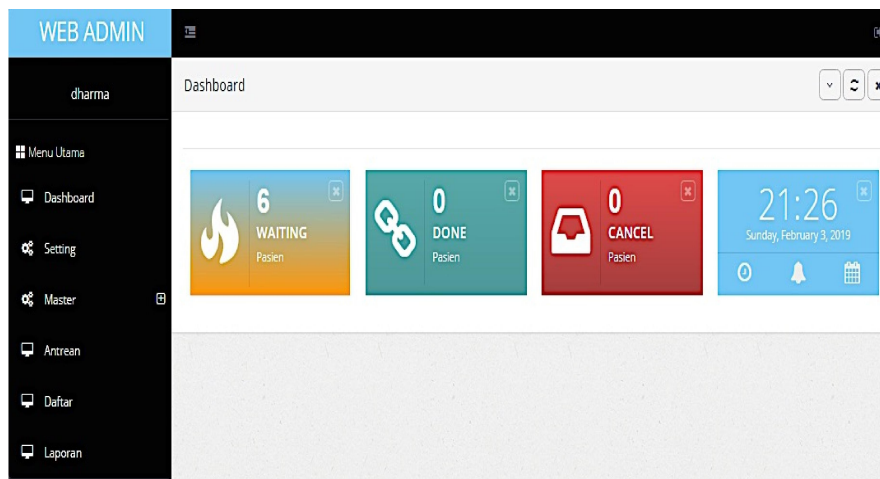 WEB ADMIN
dharma
Menu Utama
Dashboard
Setting
Master
Antrean
Daftar
Laporan
Dashboard
6
WAITING
Pasien
0
DONE
Pasien
0
CANCEL
Pasien
21:26
Sunday, February 3, 2019